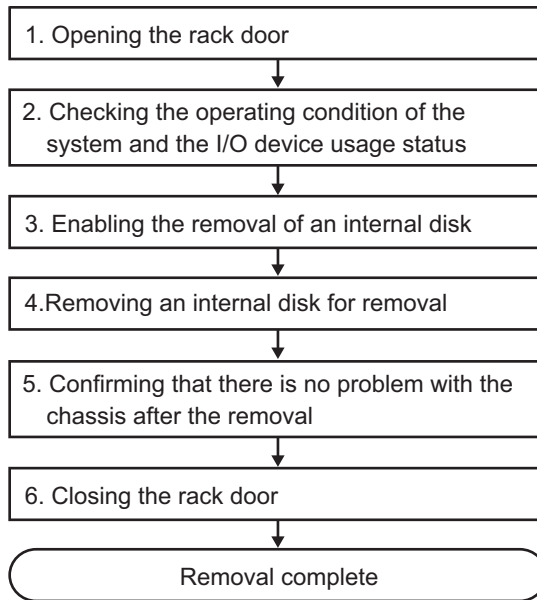 1. Opening the rack door
2. Checking the operating condition of the
system and the I/O device usage status
3. Enabling the removal of an internal disk
4.Removing an internal disk for removal
5. Confirming that there is no problem with the
chassis after the removal
6. Closing the rack door
Removal complete